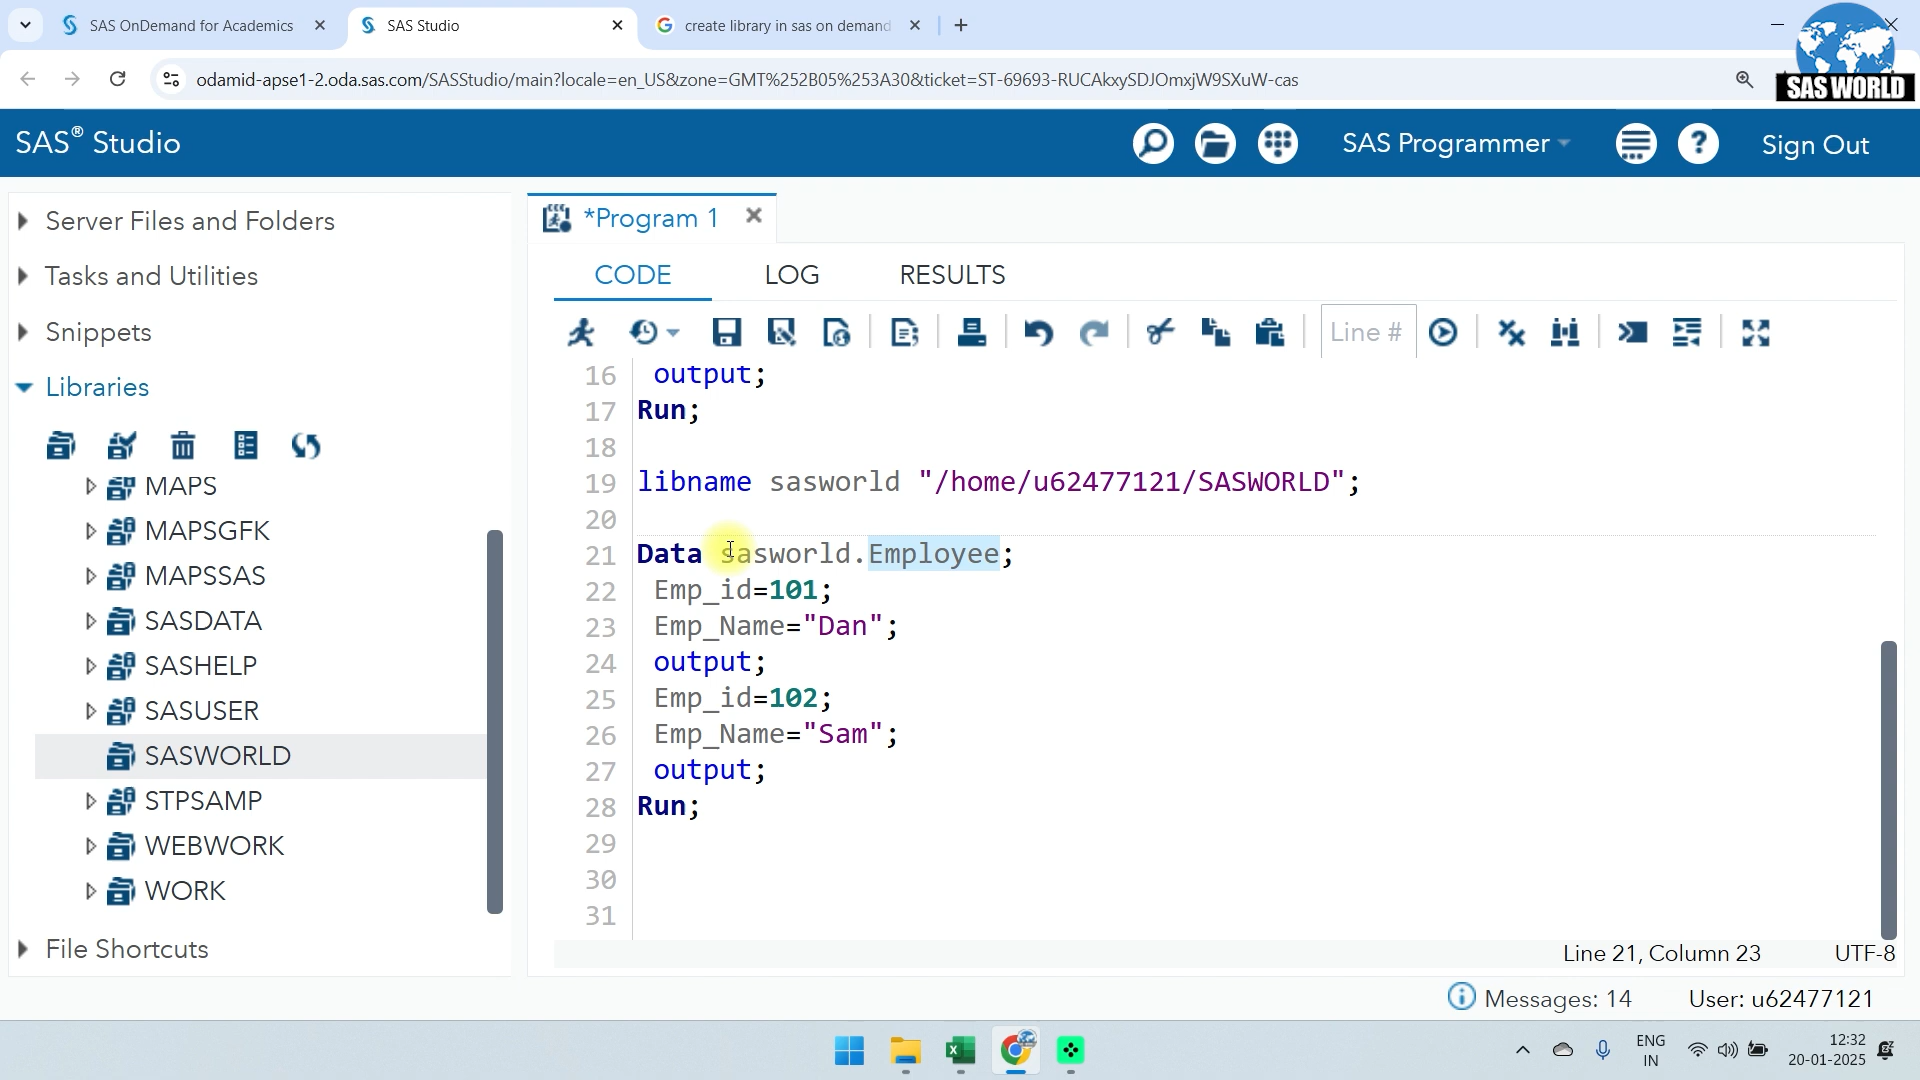 SAS OnDemand for Academics
SAS Studio
create library in sas on demand
odamid-apse1-2.oda.sas.com/SASStudio/main?locale=en_US&zone=GMT%252B05%253A30&ticket=ST-69693-RUCAkxySDJOmxjW9SXuW-cas
SAS WORLD
SAS® Studio
SAS Programmer
Sign Out
Server Files and Folders
Tasks and Utilities
Snippets
Libraries
MAPS
MAPSGFK
MAPSSAS
SASDATA
SASHELP
SASUSER
SASWORLD
STPSAMP
WEBWORK
WORK
File Shortcuts
*Program 1
CODE LOG RESULTS
Line #
16 output;
17 Run;
18
19 libname sasworld "/home/u62477121/SASWORLD";
20
21 Data sasworld.Employee;
22 Emp_id=101;
23 Emp_Name="Dan";
24 output;
25 Emp_id=102;
26 Emp_Name="Sam";
27 output;
28 Run;
29
30
31
Line 21, Column 23 UTF-8
Messages: 14 User: u62477121
ENG
IN
12:32
20-01-2025